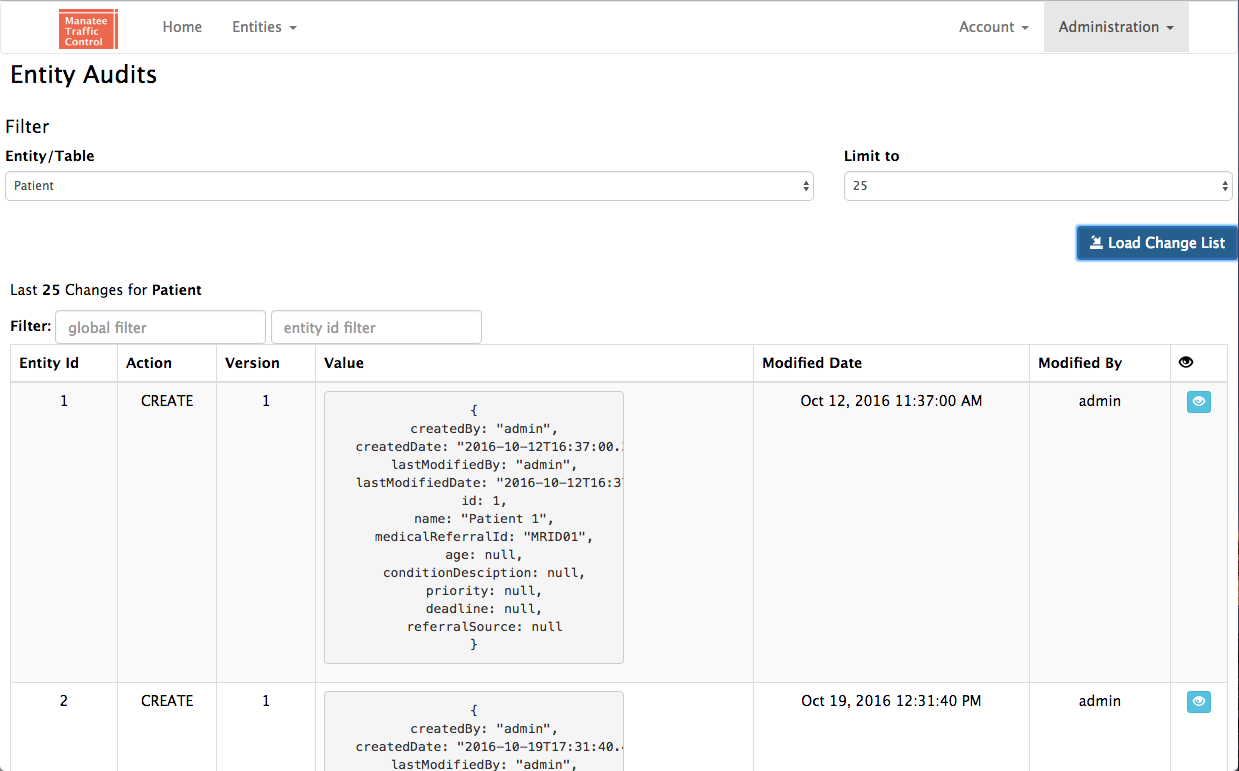 Manatee
Traffic
Control
Home
Entities
Account
Administration
Entity Audits
Filter
Entity/Table
Limit to
Patient
25
Load Change List
Last 25 Changes for Patient
Filter:
global filter
entity id filter
Entity Id
Action
Version
Value
Modified Date
Modified By
1
CREATE
1
{
createdBy: "admin",
createdDate: "2016-10-12T16:37:00.
lastModifiedBy: "admin",
lastModifiedDate: "2016-10-12T16:3
id: 1,
name: "Patient 1",
medicalReferralId: "MRID01",
age: null,
conditionDesciption: null,
priority: null,
deadline: null,
referralSource: null
}
Oct 12, 2016 11:37:00 AM
admin
2
CREATE
1
{
createdBy: "admin",
createdDate: "2016-10-19T17:31:40.
lastModifiedBy: "admin",
Oct 19, 2016 12:31:40 PM
admin